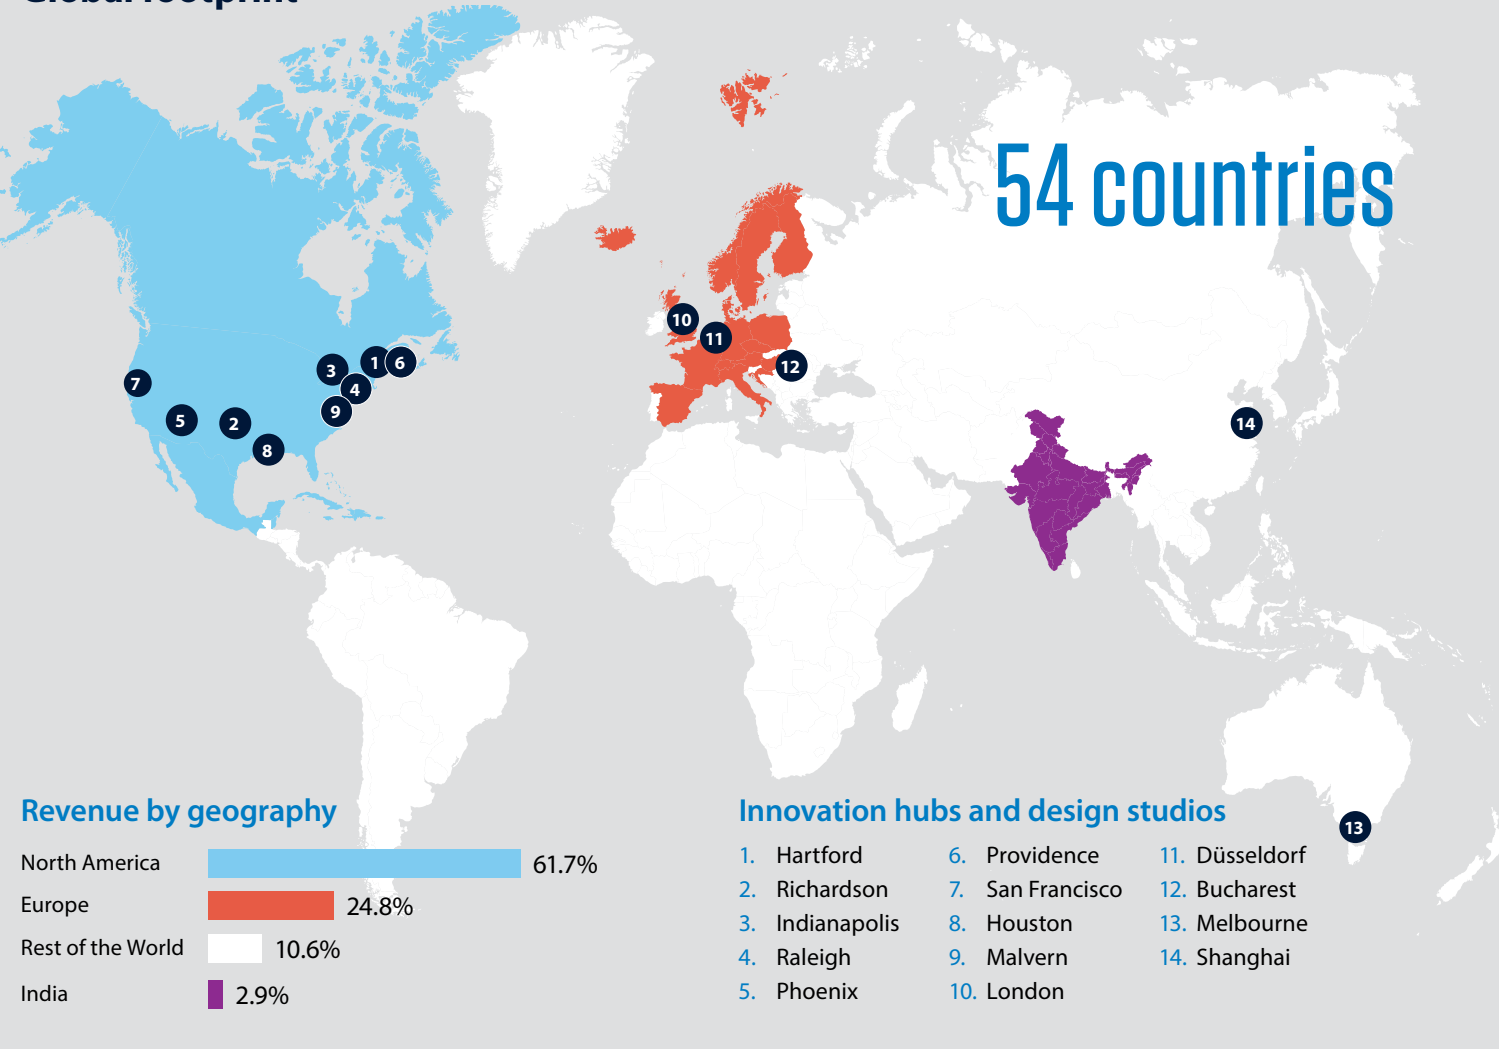 Global footprint
54 countries
10
11
12
3
1
6
7
4
9
5
2
8
14
13
Revenue by geography
North America 61.7%
Europe 24.8%
Rest of the World 10.6%
India 2.9%
Innovation hubs and design studios
1. Hartford
2. Richardson
3. Indianapolis
4. Raleigh
5. Phoenix
6. Providence
7. San Francisco
8. Houston
9. Malvern
10. London
11. Düsseldorf
12. Bucharest
13. Melbourne
14. Shanghai